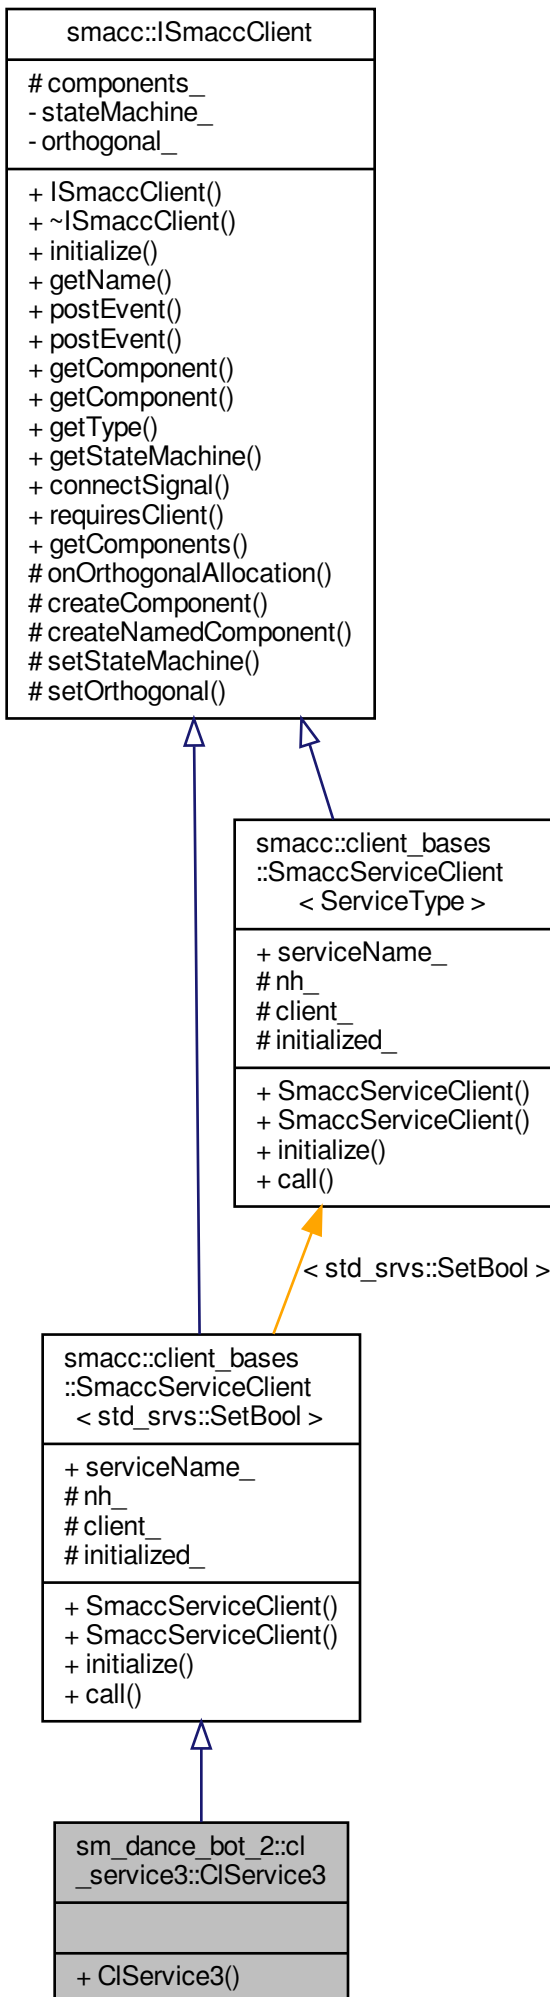 smacc::ISmaccClient
# components_
- stateMachine_
- orthogonal_
+ ISmaccClient()
+ ~ISmaccClient()
+ initialize()
+ getName()
+ postEvent()
+ postEvent()
+ getComponent()
+ getComponent()
+ getType()
+ getStateMachine()
+ connectSignal()
+ requiresClient()
+ getComponents()
# onOrthogonalAllocation()
# createComponent()
# createNamedComponent()
# setStateMachine()
# setOrthogonal()
smacc::client_bases
::SmaccServiceClient
< ServiceType >
+ serviceName_
# nh_
# client_
# initialized_
+ SmaccServiceClient()
+ SmaccServiceClient()
+ initialize()
+ call()
< std_srvs::SetBool >
smacc::client_bases
::SmaccServiceClient
< std_srvs::SetBool >
+ serviceName_
# nh_
# client_
# initialized_
+ SmaccServiceClient()
+ SmaccServiceClient()
+ initialize()
+ call()
sm_dance_bot_2::cl
_service3::ClService3
+ ClService3()